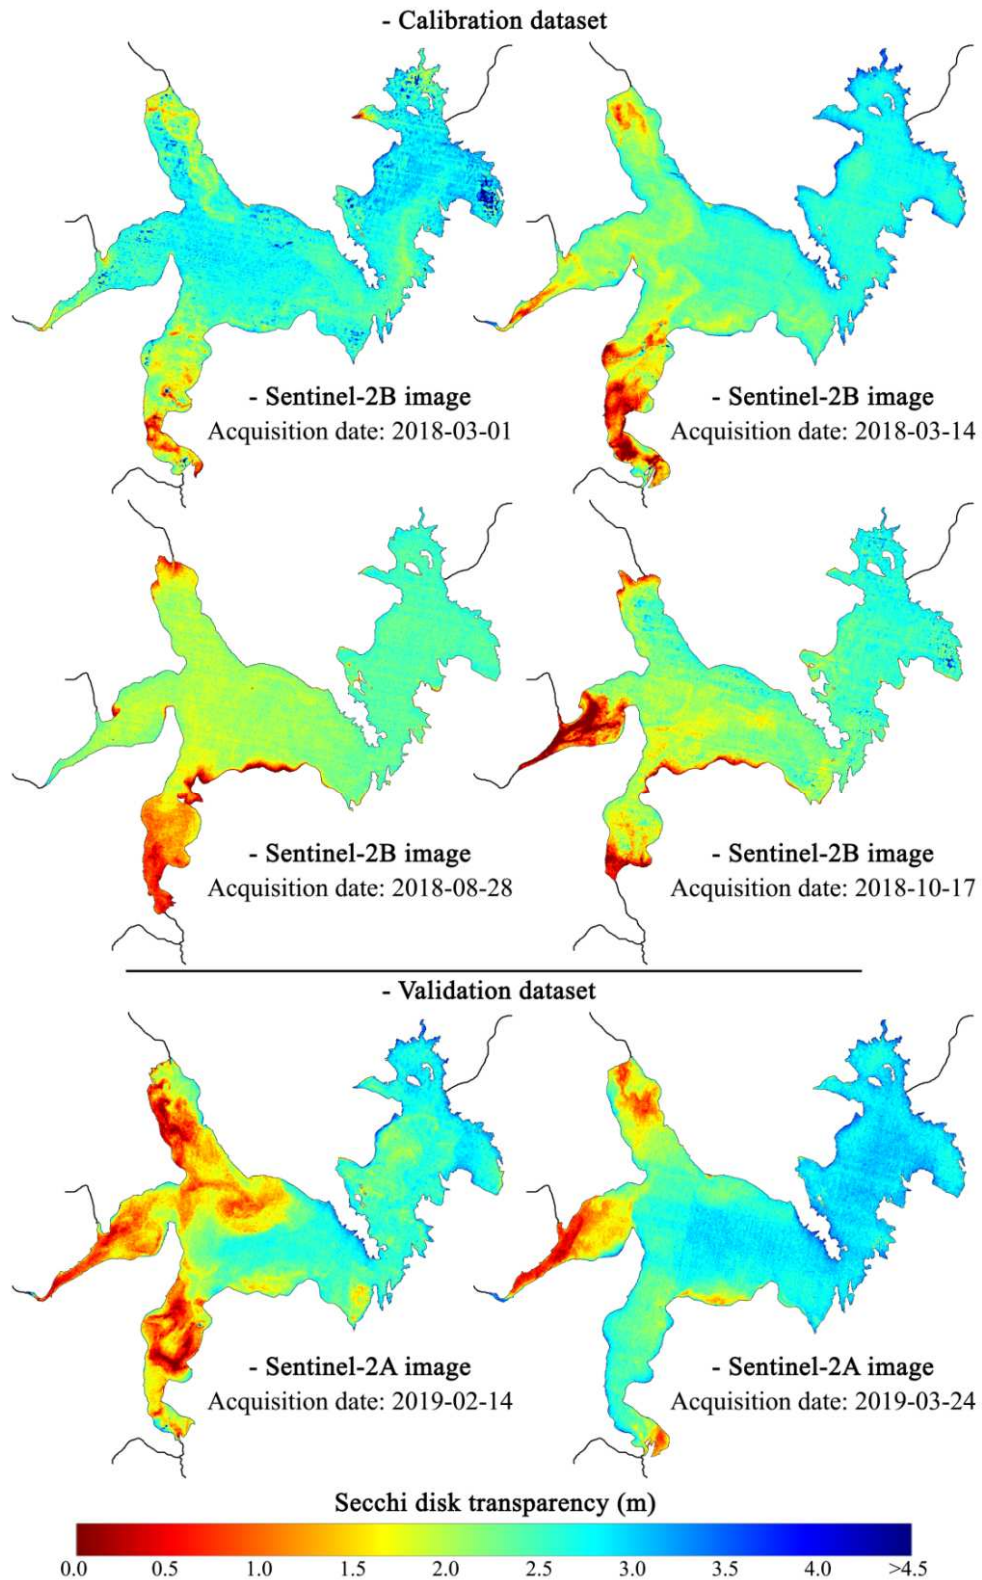 - Calibration dataset
- Sentinel-2B image
Acquisition date: 2018-03-01
- Sentinel-2B image
Acquisition date: 2018-03-14
- Sentinel-2B image
Acquisition date: 2018-08-28
- Sentinel-2B image
Acquisition date: 2018-10-17
- Validation dataset
- Sentinel-2A image
Acquisition date: 2019-02-14
- Sentinel-2A image
Acquisition date: 2019-03-24
Secchi disk transparency (m)
0.0 0.5 1.0 1.5 2.0 2.5 3.0 3.5 4.0 >4.5